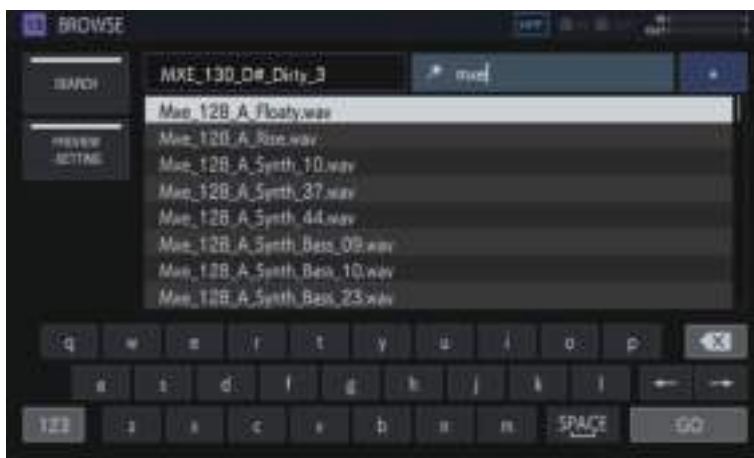 BROWSE
SEARCH
MXE_130_D#_Dirty_3
mxe
PREVIEW
SETTING
Mxe_128_A_Floaty.wav
Mxe_128_A_Rise.wav
Mxe_128_A_Synth_10.wav
Mxe_128_A_Synth_37.wav
Mxe_128_A_Synth_44.wav
Mxe_128_A_Synth_Bass_09.wav
Mxe_128_A_Synth_Bass_10.wav
Mxe_128_A_Synth_Bass_23.wav
q w e r t y u i o p
a s d f g h j k l
123 z x c v b n m SPACE GO